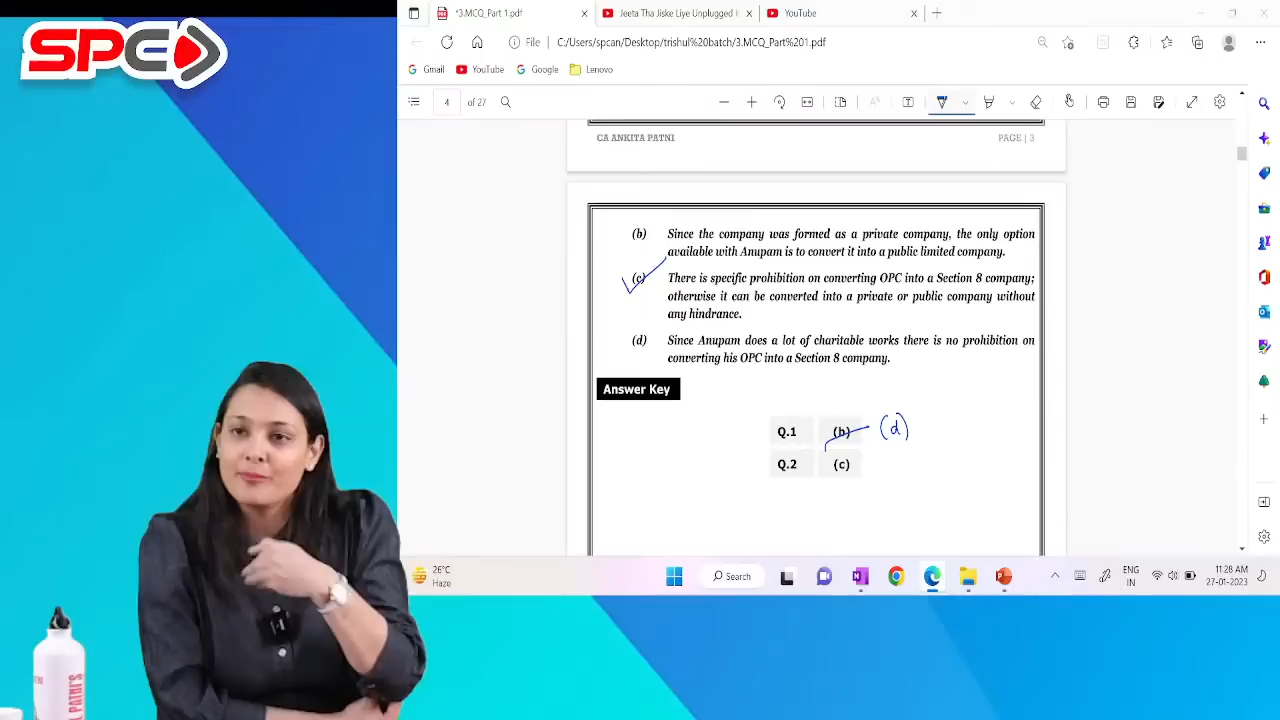 SPC
*3.MCQ_Part 1.pdf
Jeeta Tha Jiske Liye Unplugged
YouTube
File
C:/Users/spcan/Desktop/trishul%20batch/3.MCQ_Part%201.pdf
Gmail
YouTube
Google
Lenovo
4 of 27
CA ANKITA PATNI
PAGE | 3
(b) Since the company was formed as a private company, the only option
available with Anupam is to convert it into a public limited company.
(c) There is specific prohibition on converting OPC into a Section 8 company;
otherwise it can be converted into a private or public company without
any hindrance.
(d) Since Anupam does a lot of charitable works there is no prohibition on
converting his OPC into a Section 8 company.
Answer Key
Q.1 (b) (d)
Q.2 (c)
26°C
Haze
Search
ENG
IN
11:28 AM
27-01-2023
PATNI'S